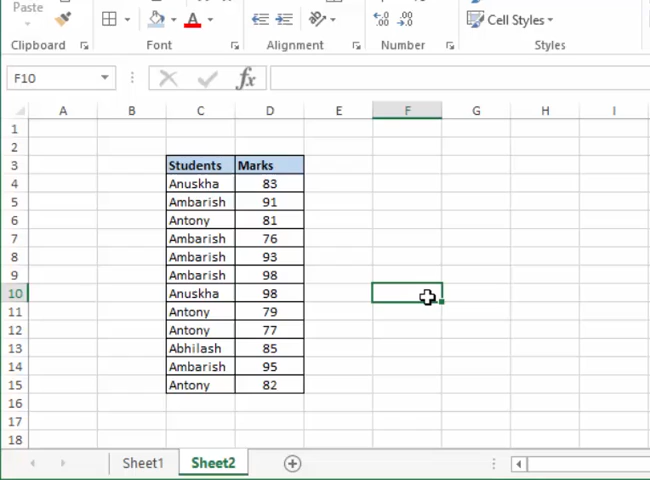 Paste
Cell Styles
Clipboard
Font
Alignment
Number
Styles
F10
fx
A B C D E F G H I
1
2
3 Students Marks
4 Anuskha 83
5 Ambarish 91
6 Antony 81
7 Ambarish 76
8 Ambarish 93
9 Ambarish 98
10 Anuskha 98
11 Antony 79
12 Antony 77
13 Abhilash 85
14 Ambarish 95
15 Antony 82
16
17
18
Sheet1 Sheet2